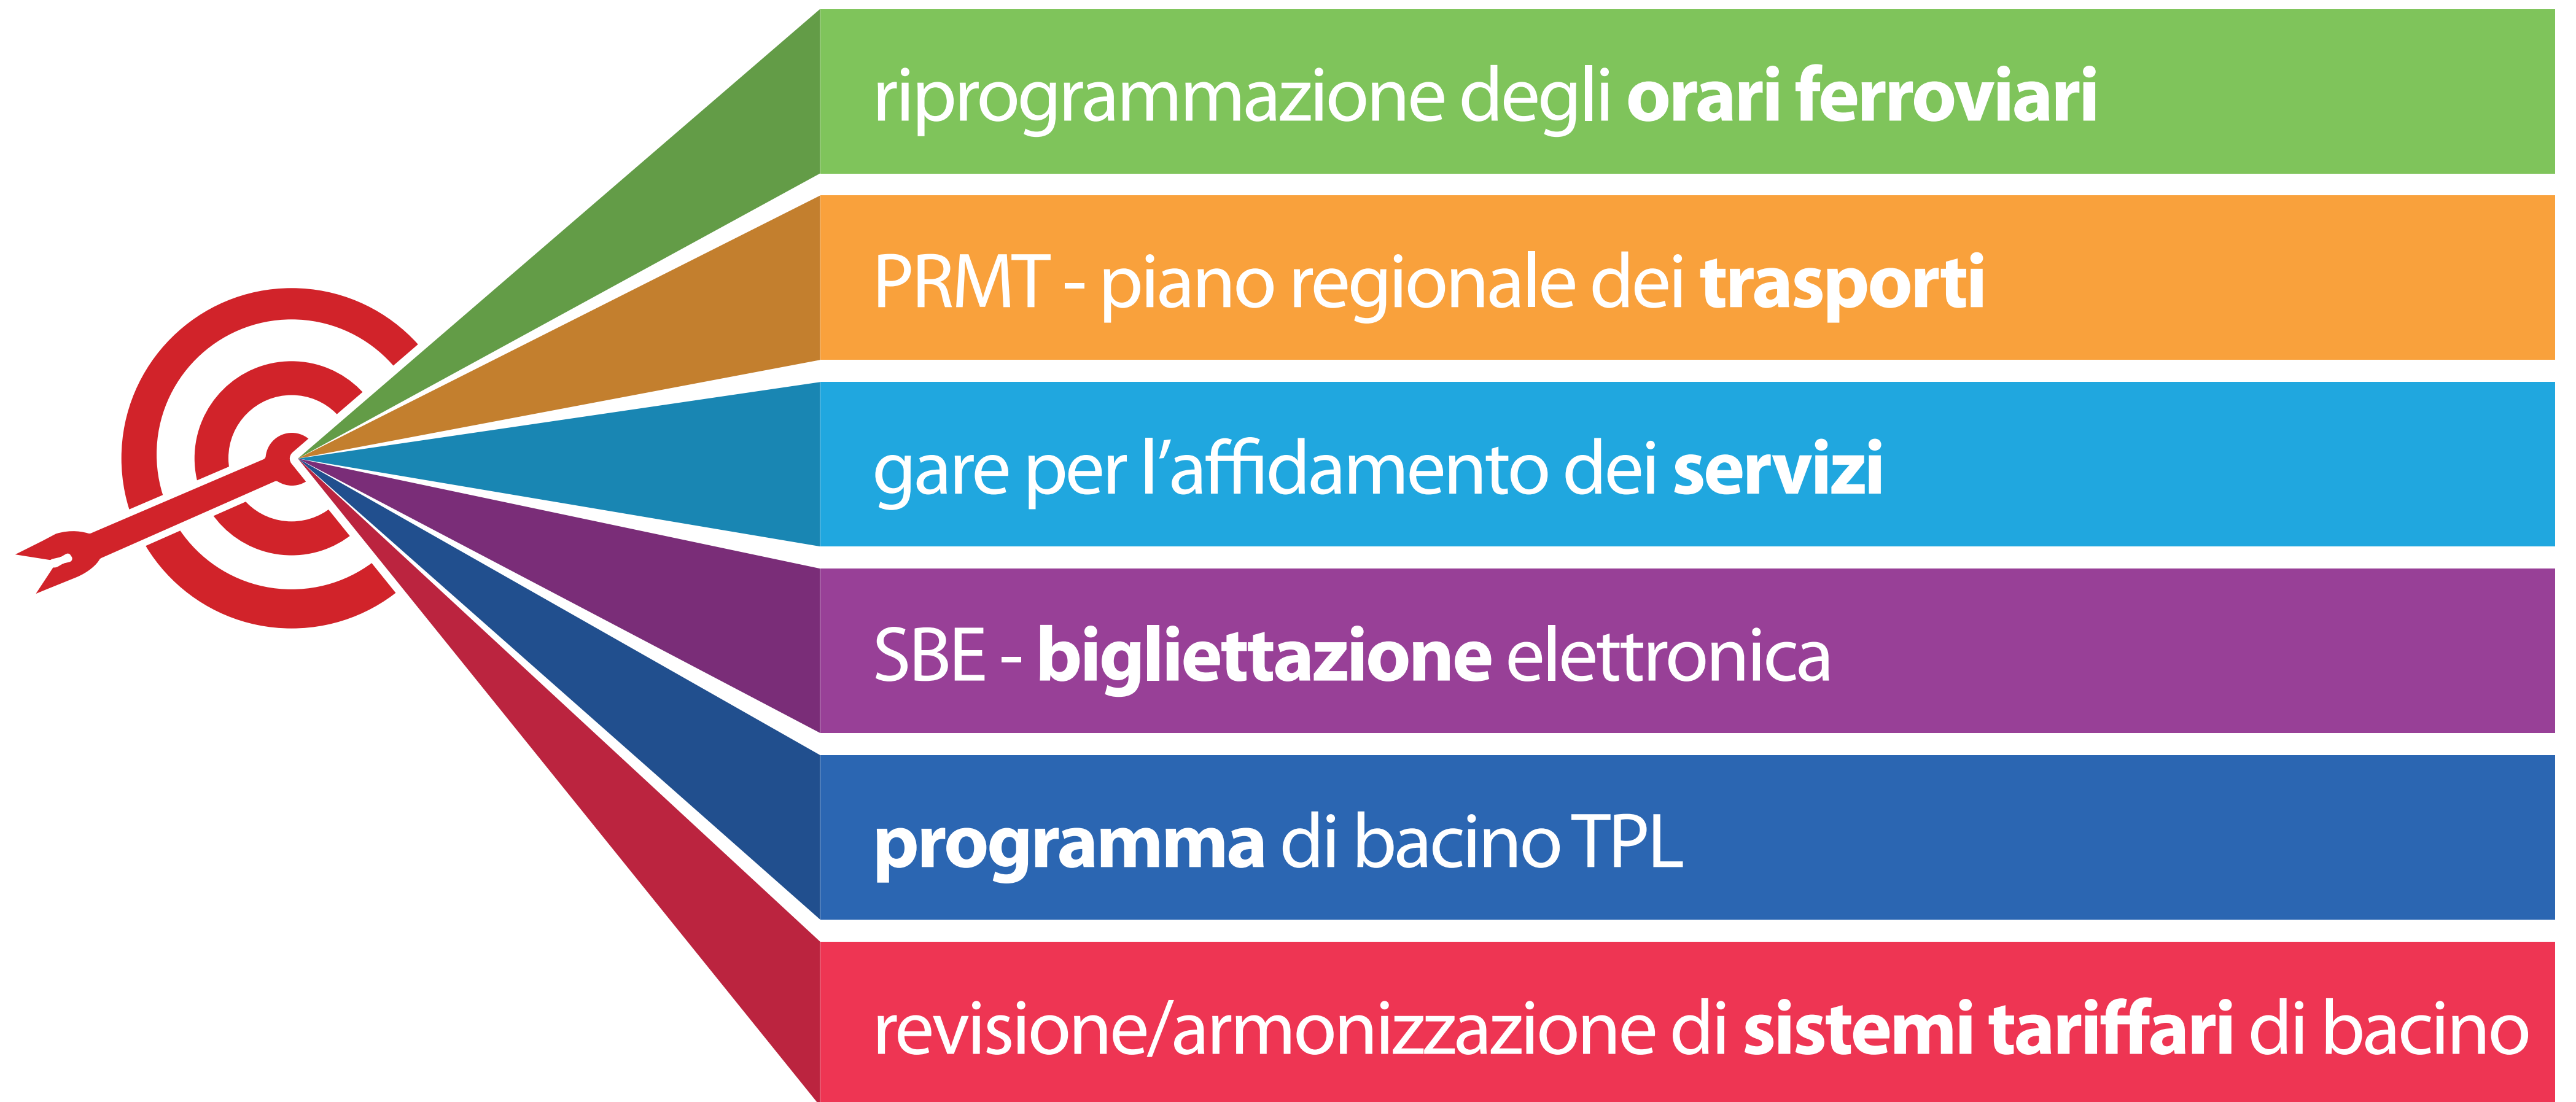 riprogrammazione degli orari ferroviari
PRMT - piano regionale dei trasporti
gare per l'affidamento dei servizi
SBE - bigliettazione elettronica
programma di bacino TPL
revisione/armonizzazione di sistemi tariffari di bacino